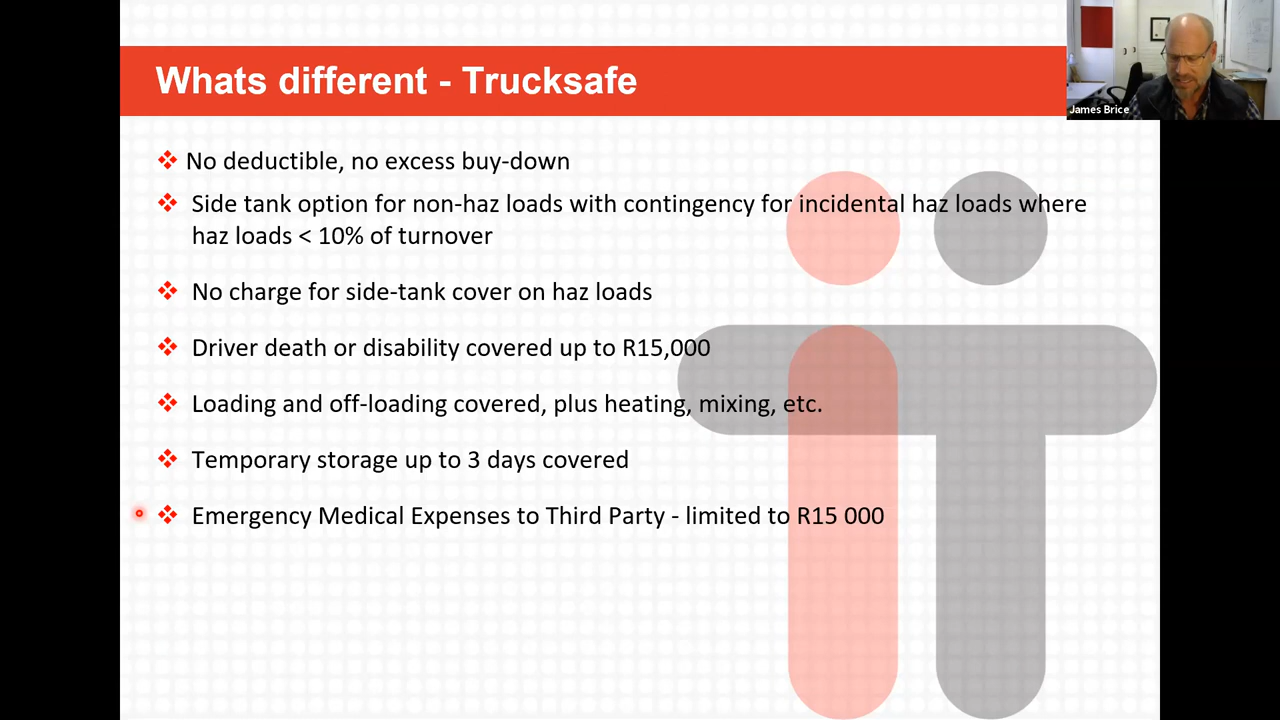 Whats different - Trucksafe
James Brice
No deductible, no excess buy-down
Side tank option for non-haz loads with contingency for incidental haz loads where
haz loads < 10% of turnover
No charge for side-tank cover on haz loads
Driver death or disability covered up to R15,000
Loading and off-loading covered, plus heating, mixing, etc.
Temporary storage up to 3 days covered
Emergency Medical Expenses to Third Party - limited to R15 000